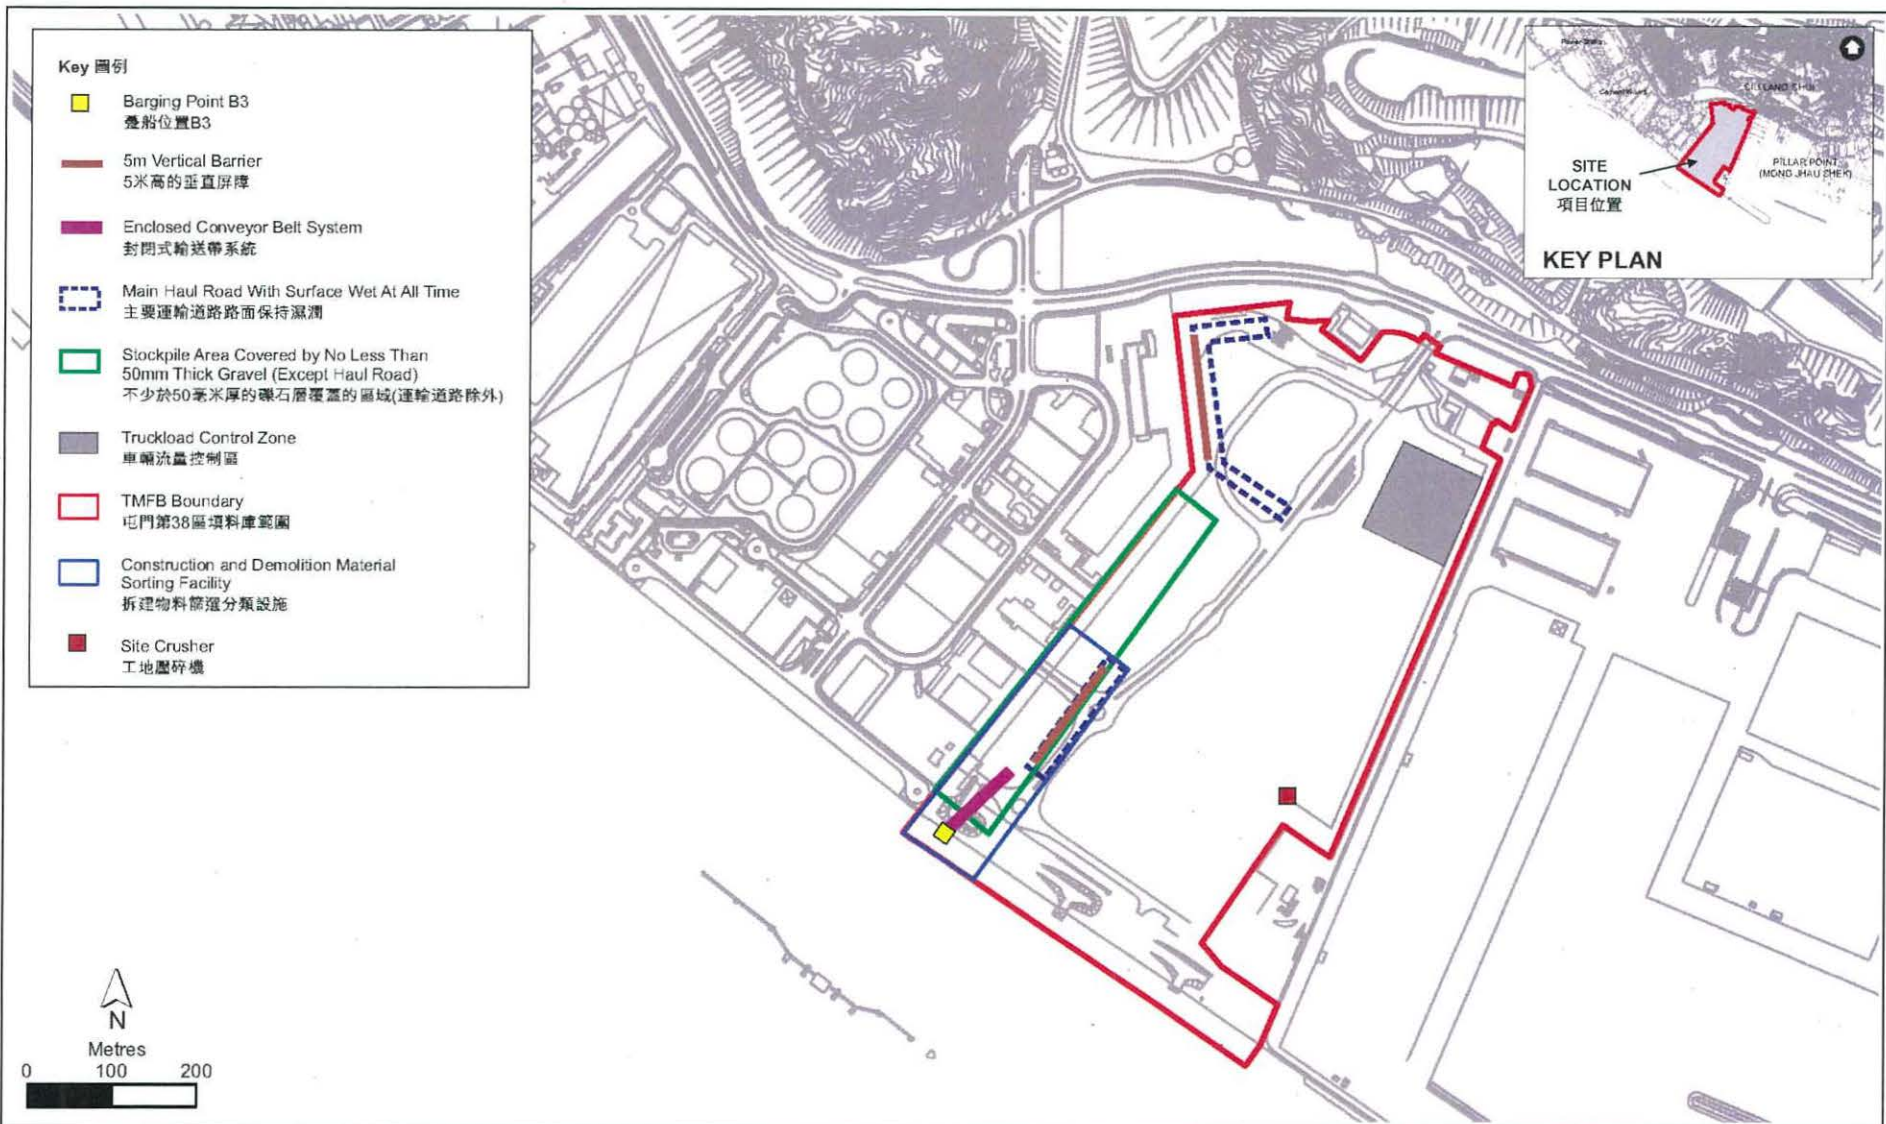 Key 圖例
Barging Point B3
躉船位置B3
5m Vertical Barrier
5米高的垂直屏障
Enclosed Conveyor Belt System
封閉式輸送帶系統
Main Haul Road With Surface Wet At All Time
主要運輸道路路面保持濕潤
Stockpile Area Covered by No Less Than
50mm Thick Gravel (Except Haul Road)
不少於50毫米厚的礫石層覆蓋的區域(運輸道路除外)
Truckload Control Zone
車輛流量控制區
TMFB Boundary
屯門第38區填料庫範圍
Construction and Demolition Material
Sorting Facility
拆建物料篩選分類設施
Site Crusher
工地壓碎機
N
Metres
0 100 200
PILLAR POINT
SITE
LOCATION
項目位置
KEY PLAN